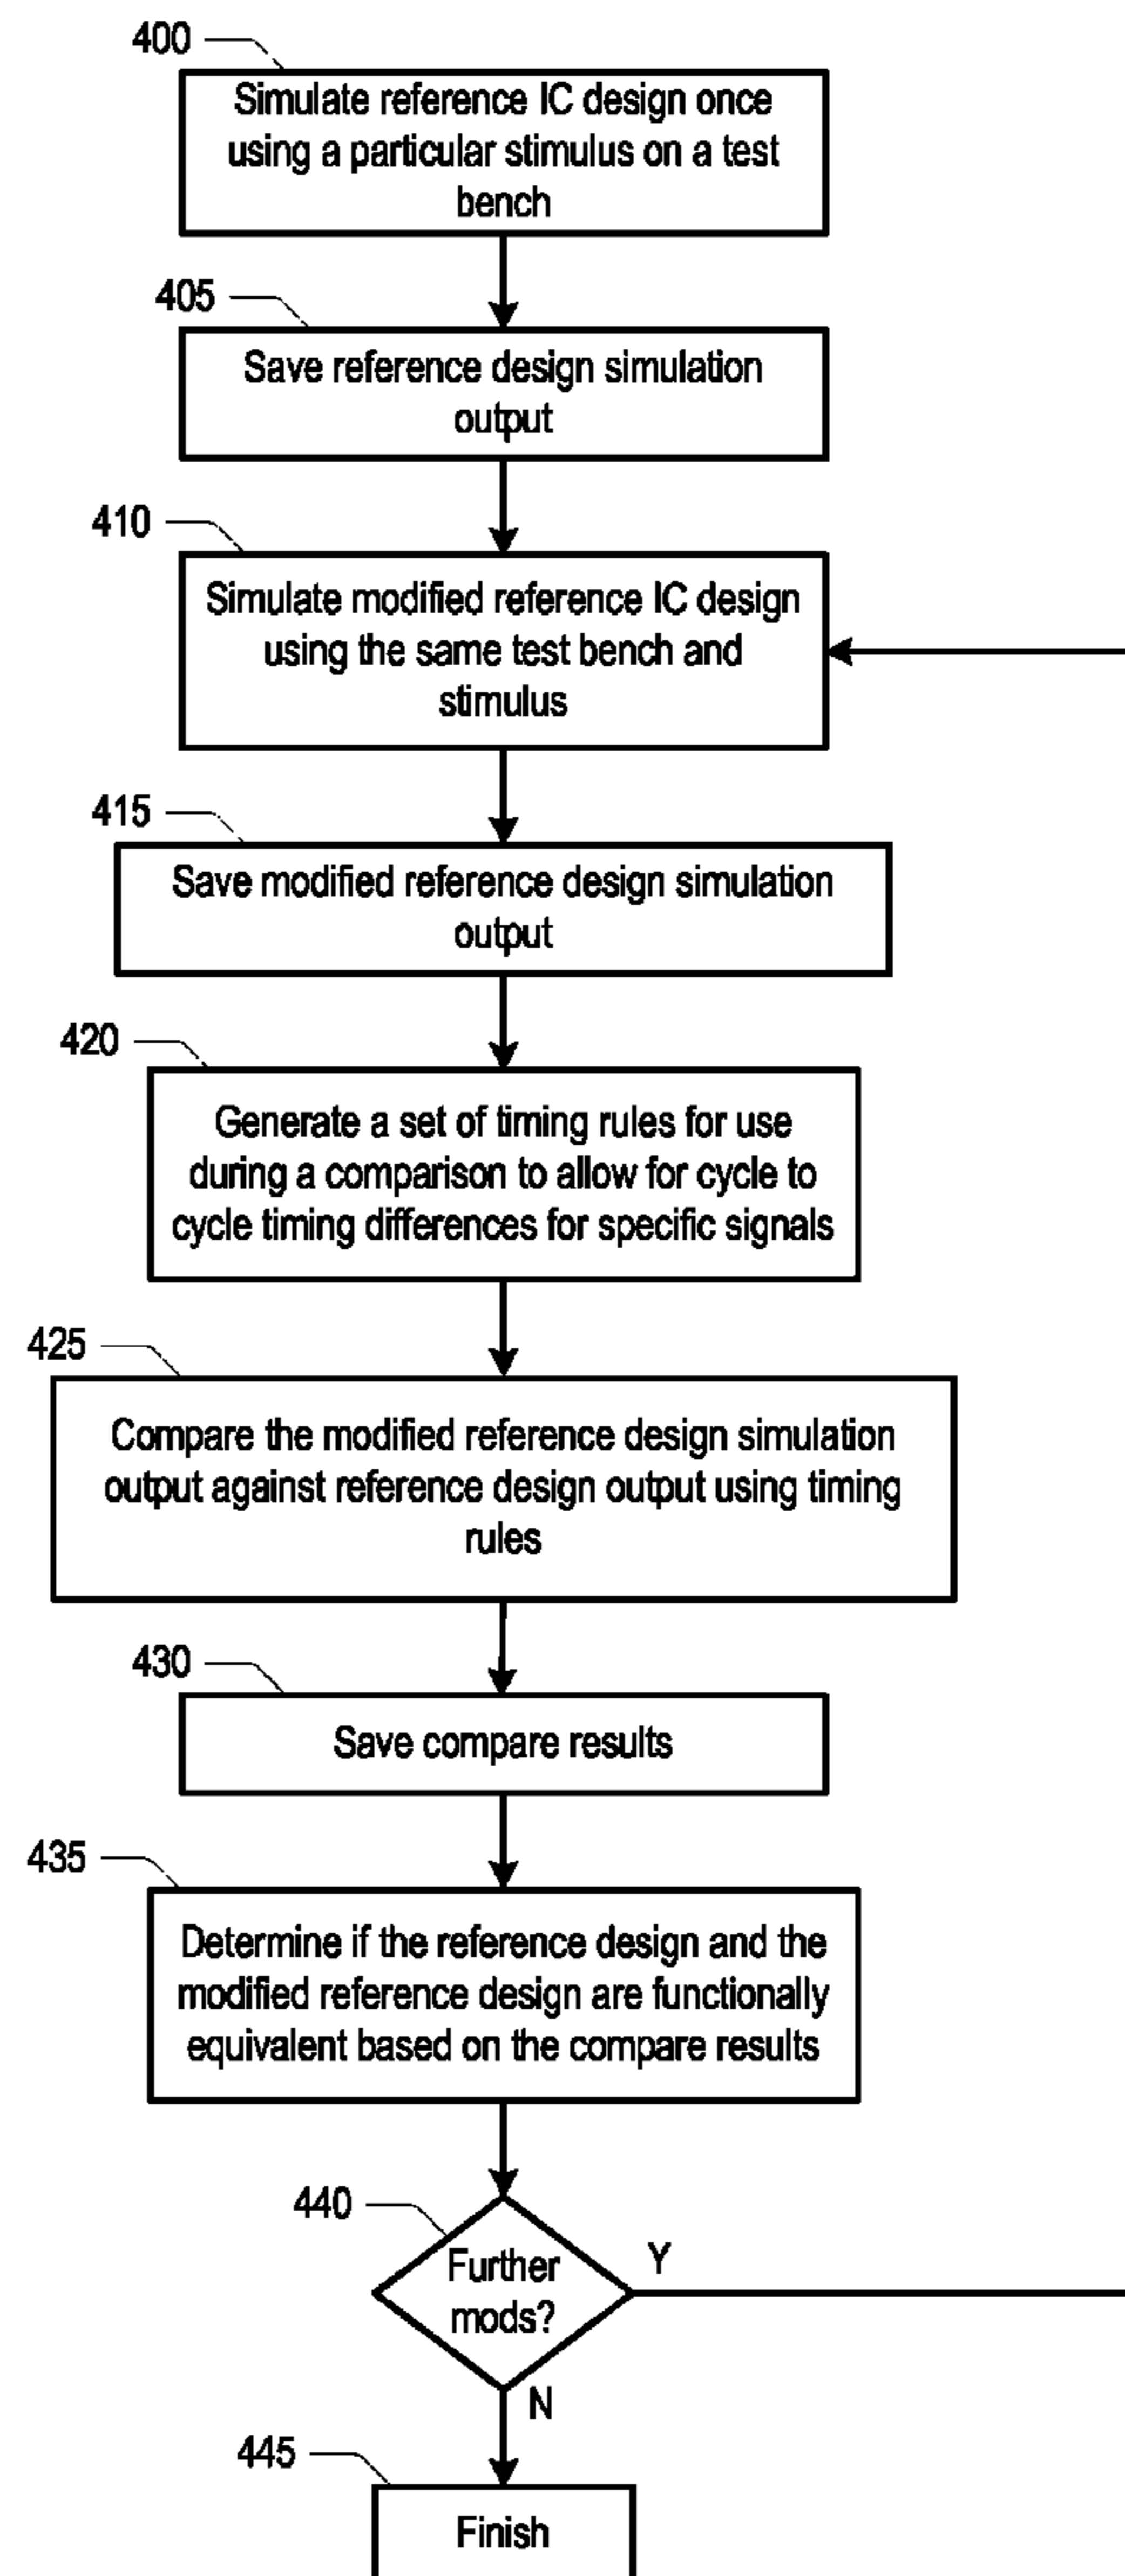 400
Simulate reference IC design once
using a particular stimulus on a test
bench
405
Save reference design simulation
output
410
Simulate modified reference IC design
using the same test bench and
stimulus
415
Save modified reference design simulation
output
420
Generate a set of timing rules for use
during a comparison to allow for cycle to
cycle timing differences for specific signals
425
Compare the modified reference design simulation
output against reference design output using timing
rules
430
Save compare results
435
Determine if the reference design and the
modified reference design are functionally
equivalent based on the compare results
440
Further
mods?
Y
N
445
Finish